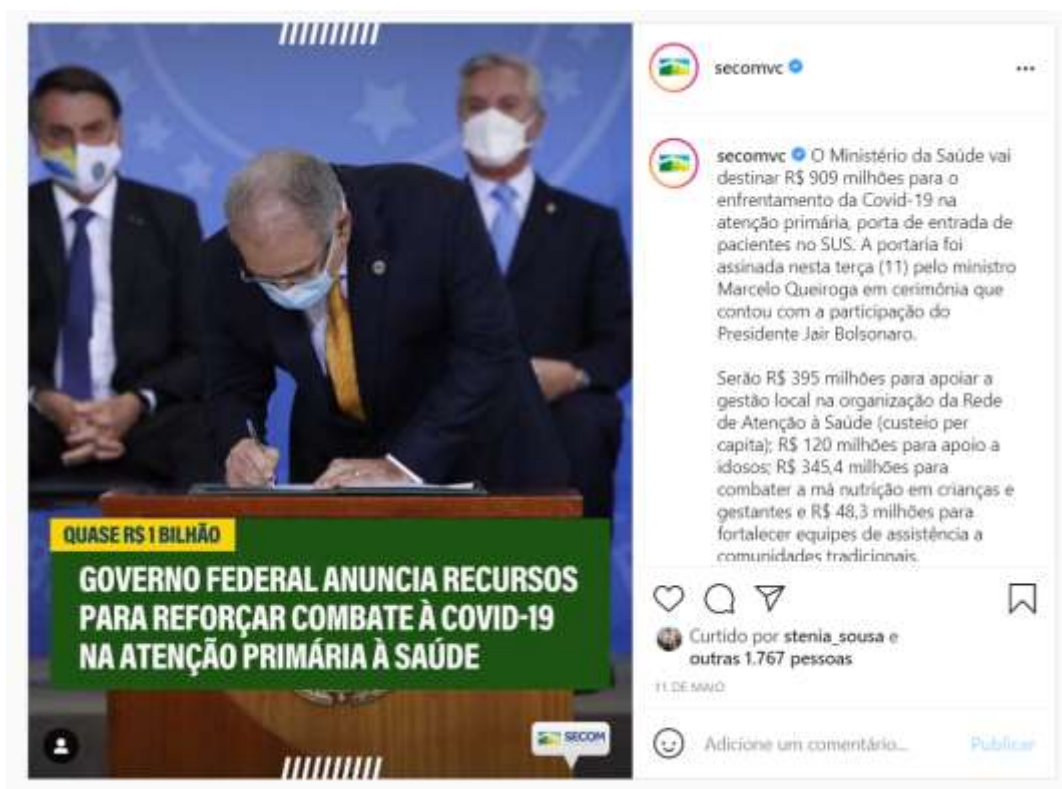 QUASE R$ 1 BILHÃO
GOVERNO FEDERAL ANUNCIA RECURSOS
PARA REFORÇAR COMBATE À COVID-19
NA ATENÇÃO PRIMÁRIA À SAÚDE
SECOM
secomvc
secomvc O Ministério da Saúde vai
destinar R$ 909 milhões para o
enfrentamento da Covid-19 na
atenção primária, porta de entrada de
pacientes no SUS. A portaria foi
assinada nesta terça (11) pelo ministro
Marcelo Queiroga em cerimônia que
contou com a participação do
Presidente Jair Bolsonaro.
Serão R$ 395 milhões para apoiar a
gestão local na organização da Rede
de Atenção à Saúde (custeio per
capita); R$ 120 milhões para apoio a
idosos; R$ 345,4 milhões para
combater a má nutrição em crianças e
gestantes e R$ 48,3 milhões para
fortalecer equipes de assistência a
comunidades tradicionais.
Curtido por stenia_sousa e
outras 1.767 pessoas
11 DE MAIO
Adicione um comentário...
Publicar